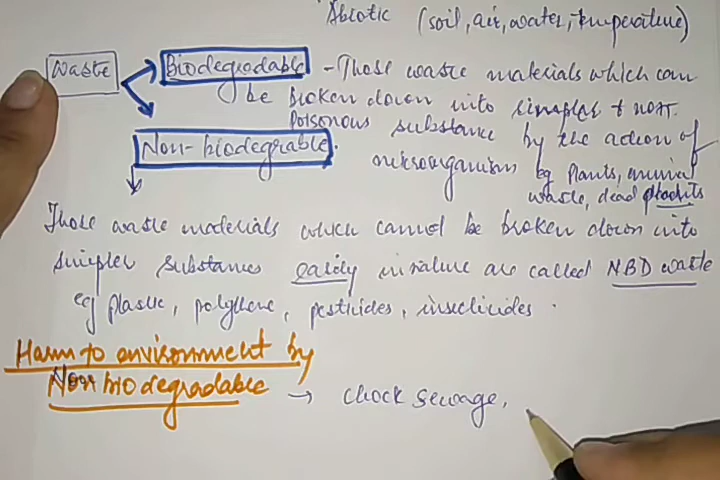 Abiotic (soil, air, water, temperature)
Waste
Biodegradable - Those waste materials which can
be broken down into simpler & non-
poisonous substance by the action of
Non-biodegrable. microorganism eg plants, animal
waste, dead plants
Those waste materials which cannot be broken down into
simpler substances easily in nature are called NBD waste
eg plastic, polythene, pesticides, insecticides.
Harm to environment by
Non biodegradable → chock sewage,